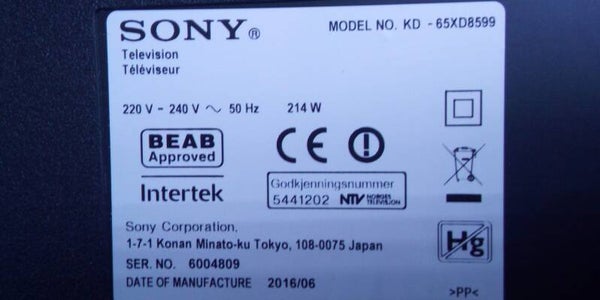 SONY® MODEL NO. KD - 65XD8599
Television
Téléviseur
220 V - 240 V ~ 50 Hz 214 W
BEAB
Approved
CE
Intertek
Godkjenningsnummer
5441202 NTV NORGES TELEVISJON
Sony Corporation.
1-7-1 Konan Minato-ku Tokyo, 108-0075 Japan
Hg
SER. NO. 6004809
DATE OF MANUFACTURE 2016/06
>PP<